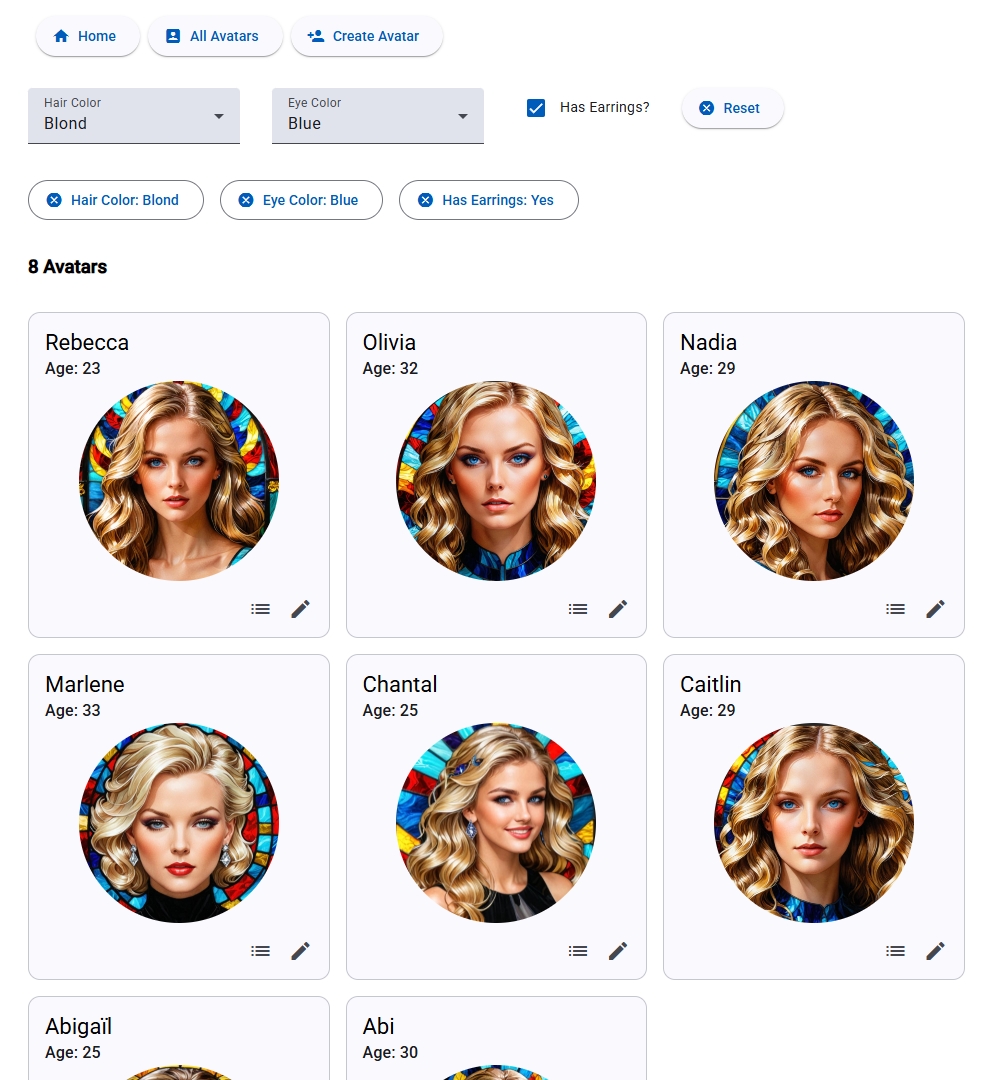 Home All Avatars Create Avatar
Hair Color Eye Color
Blond Blue Has Earrings? Reset
Hair Color: Blond Eye Color: Blue Has Earrings: Yes
8 Avatars
Rebecca Olivia Nadia
Age: 23 Age: 32 Age: 29
Marlene Chantal Caitlin
Age: 33 Age: 25 Age: 29
Abigaïl Abi
Age: 25 Age: 30